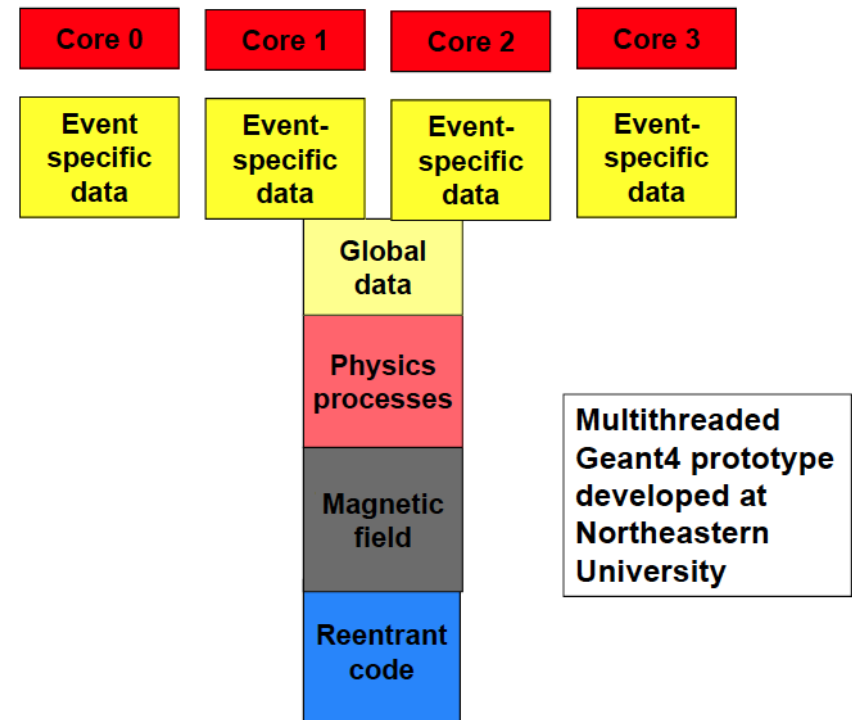 Core 0
Core 1
Core 2
Core 3
Event
specific
data
Event-
specific
data
Event-
specific
data
Event-
specific
data
Global
data
Physics
processes
Magnetic
field
Reentrant
code
Multithreaded
Geant4 prototype
developed at
Northeastern
University